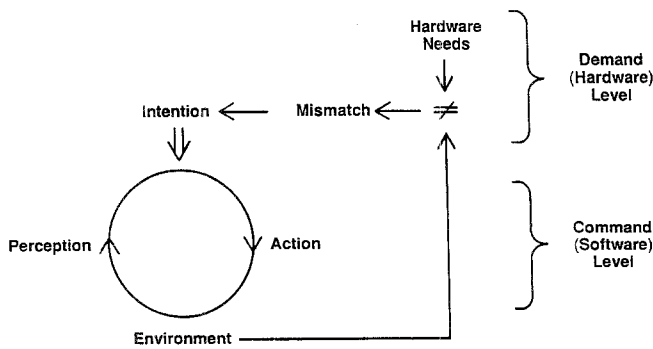 Hardware
Needs
Demand
(Hardware)
Level
Intention
Mismatch
≠
Perception
Action
Command
(Software)
Level
Environment